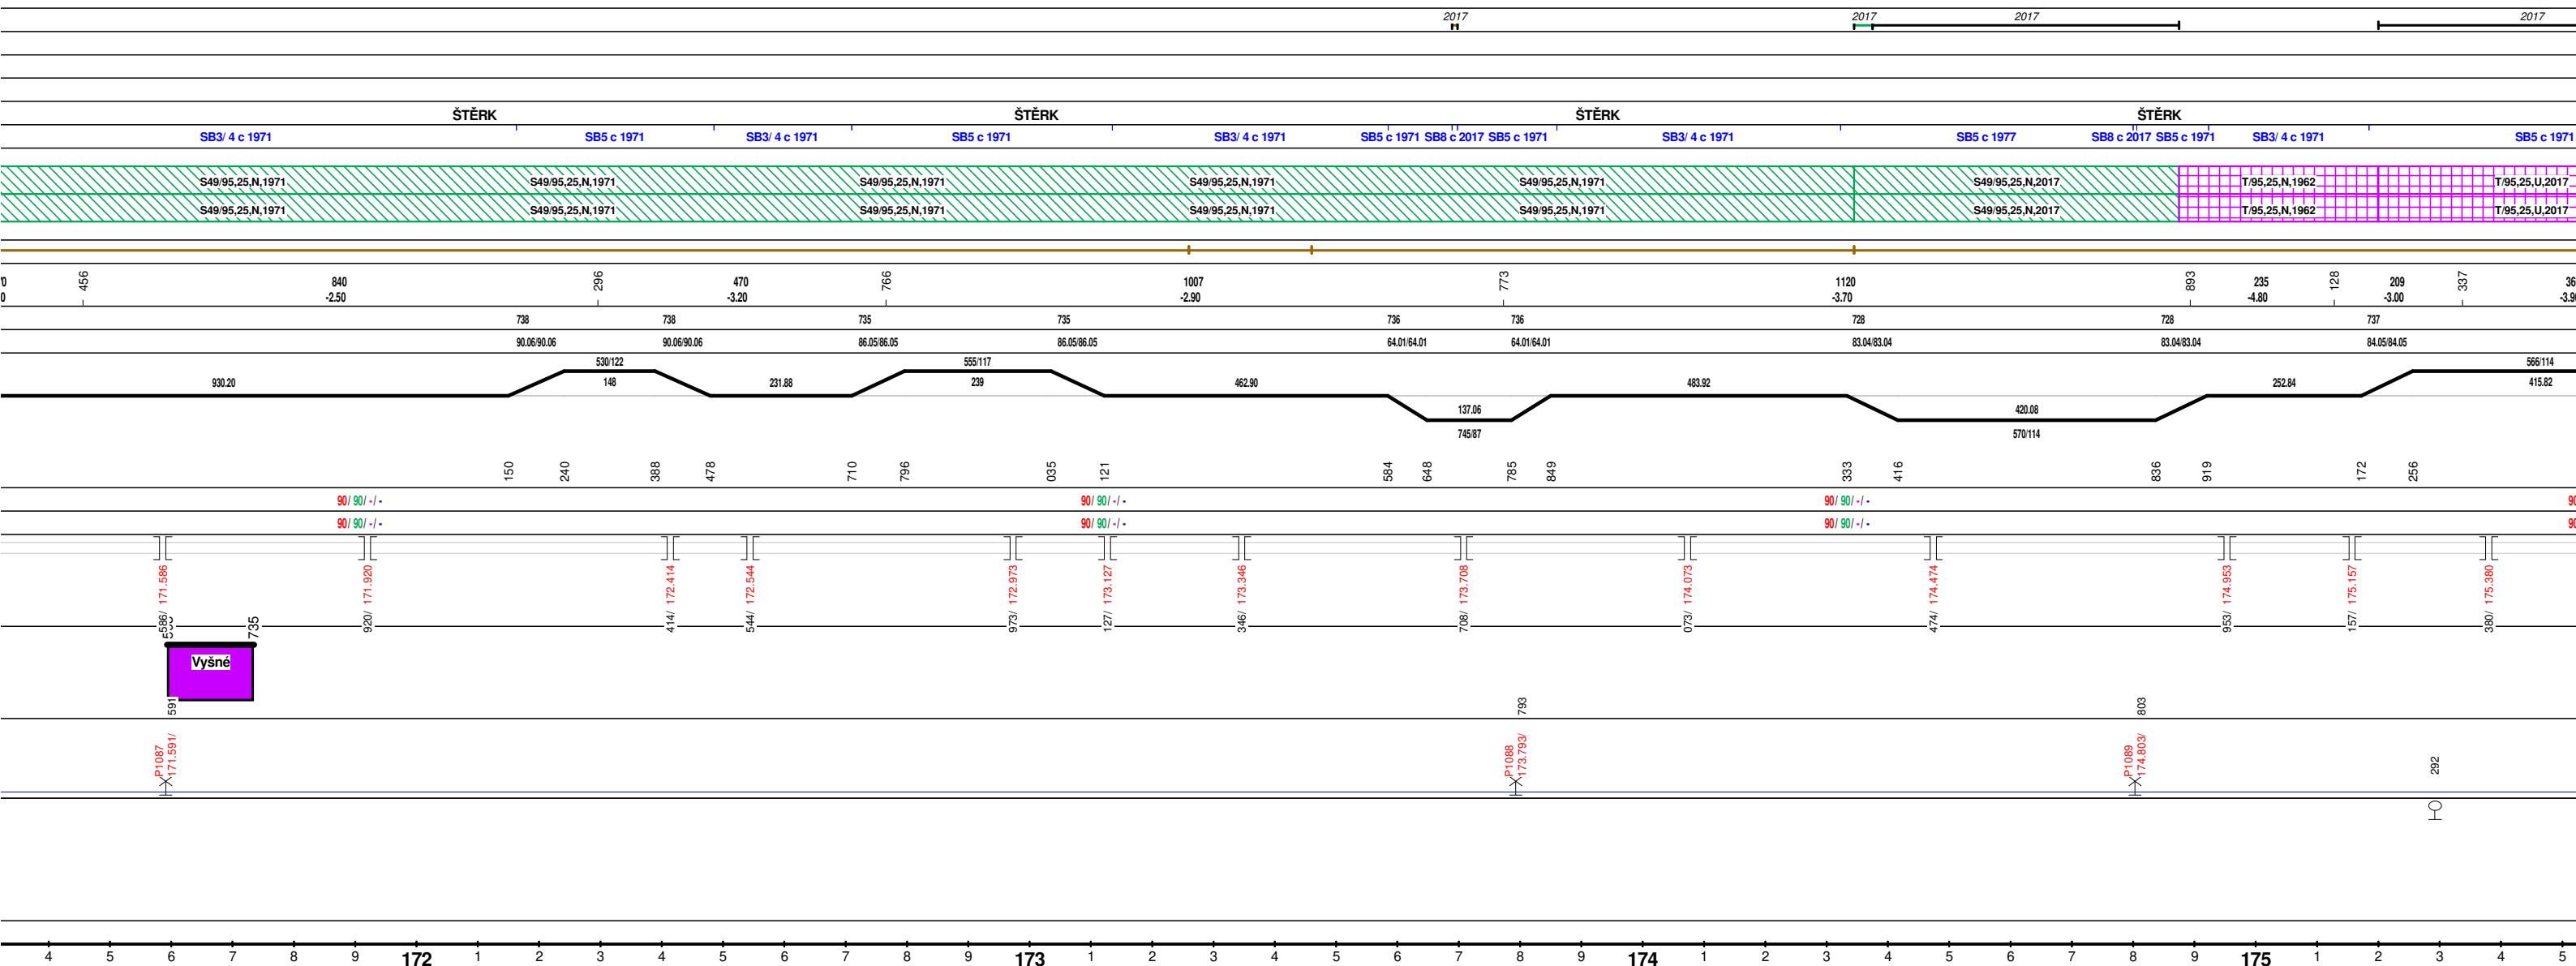 2017 2017 2017 2017
ŠTĚRK ŠTĚRK ŠTĚRK ŠTĚRK
SB3/ 4 c 1971 SB5 c 1971 SB3/ 4 c 1971 SB5 c 1971 SB3/ 4 c 1971 SB5 c 1971 SB8 c 2017 SB5 c 1971 SB3/ 4 c 1971 SB5 c 1977 SB8 c 2017 SB5 c 1971 SB3/ 4 c 1971 SB5 c 1971
S49/95,25,N,1971 S49/95,25,N,1971 S49/95,25,N,1971 S49/95,25,N,1971 S49/95,25,N,1971 S49/95,25,N,2017 T/95,25,N,1962 T/95,25,U,2017
S49/95,25,N,1971 S49/95,25,N,1971 S49/95,25,N,1971 S49/95,25,N,1971 S49/95,25,N,1971 S49/95,25,N,2017 T/95,25,N,1962 T/95,25,U,2017
456 840 296 470 766 1007 773 1120 893 235 128 209 337 36
0 -2.50 -3.20 -2.90 -3.70 -4.80 -3.00 -3.9
738 738 735 735 736 736 728 728 737
90.06/90.06 90.06/90.06 86.05/86.05 86.05/86.05 64.01/64.01 64.01/64.01 83.04/83.04 83.04/83.04 84.05/84.05
530/122 555/117 566/114
930.20 148 231.88 239 462.90 483.92 252.84 415.82
137.06 420.08
745/87 570/114
150 240 388 478 710 796 035 121 584 648 785 849 333 416 836 919 172 256
90/ 90/ -/ - 90/ 90/ -/ - 90/ 90/ -/ - 90
90/ 90/ -/ - 90/ 90/ -/ - 90/ 90/ -/ - 90
586/ 171.586 920/ 171.920 414/ 172.414 544/ 172.544 973/ 172.973 127/ 173.127 346/ 173.346 708/ 173.708 073/ 174.073 474/ 174.474 953/ 174.953 157/ 175.157 380/ 175.380
735
Vyšné
591 793 803
P1087 171.591/ P1088 173.793/ P1089 174.803/
292
4 5 6 7 8 9 172 1 2 3 4 5 6 7 8 9 173 1 2 3 4 5 6 7 8 9 174 1 2 3 4 5 6 7 8 9 175 1 2 3 4 5